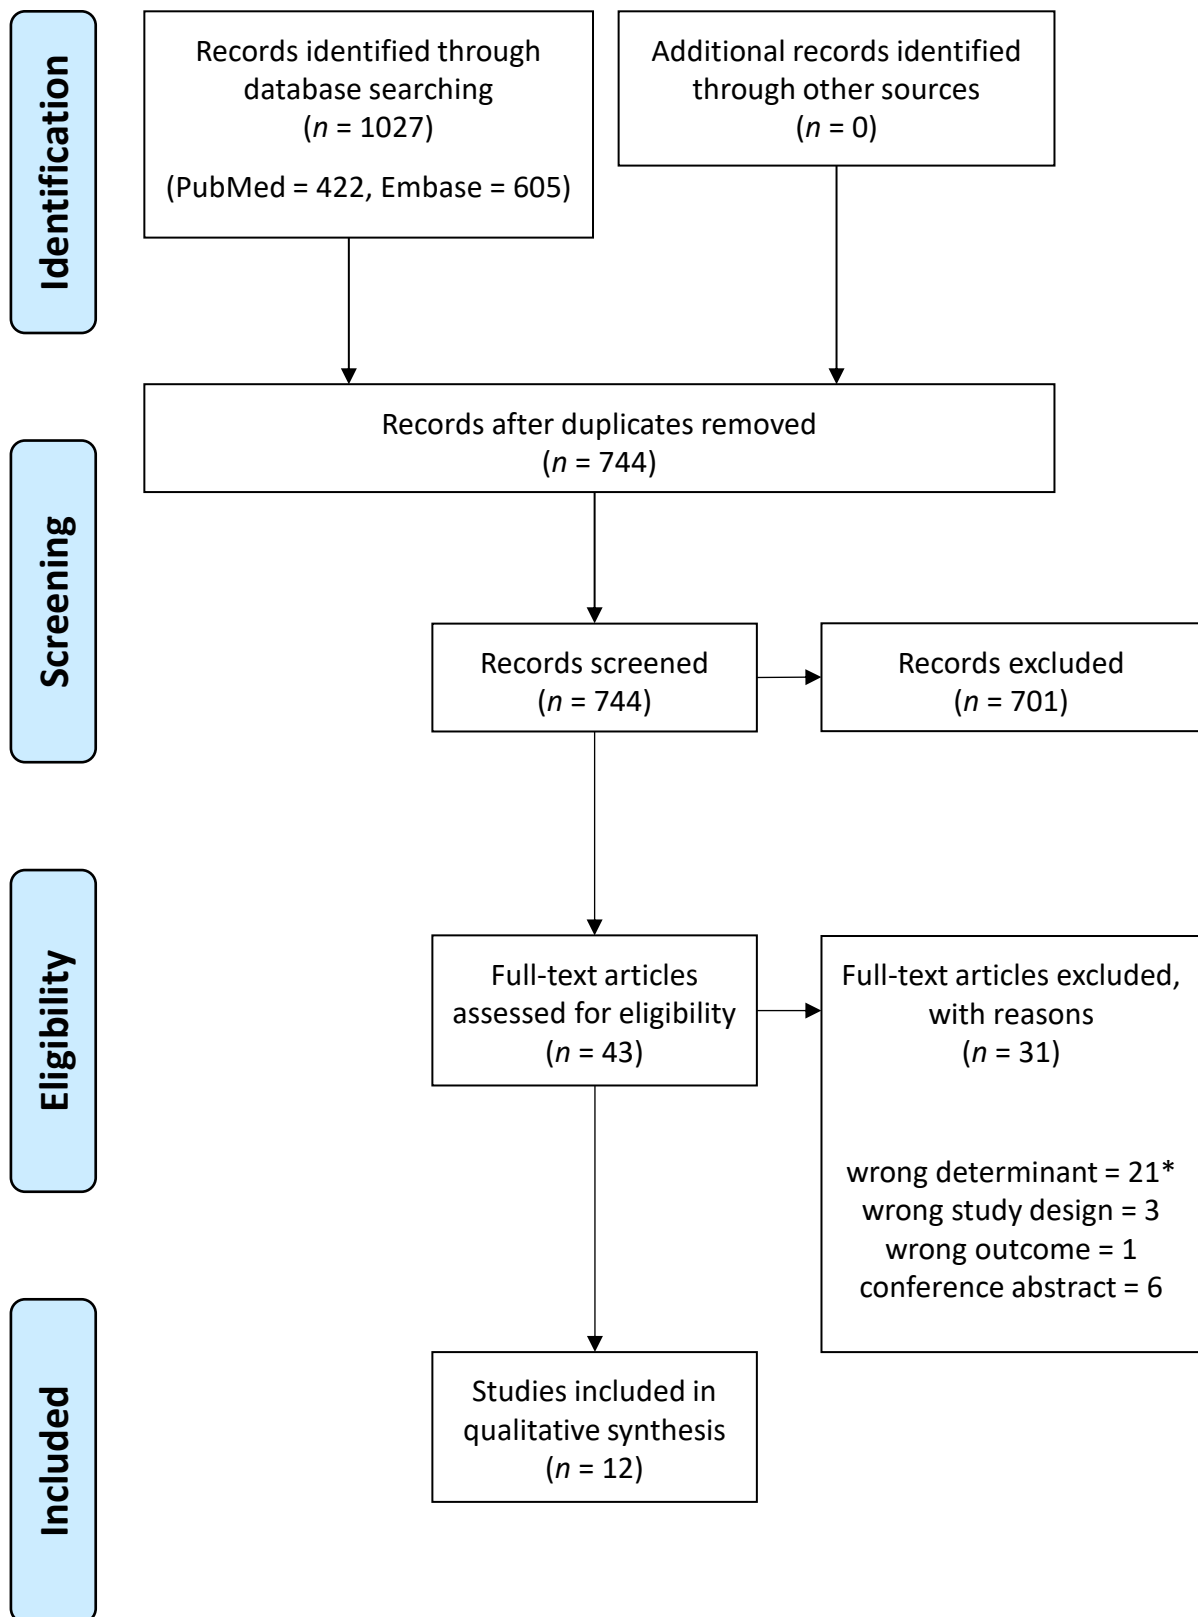 Identification
Records identified through
database searching
(n = 1027)
(PubMed = 422, Embase = 605)
Additional records identified
through other sources
(n = 0)
Records after duplicates removed
(n = 744)
Screening
Records screened
(n = 744)
Records excluded
(n = 701)
Eligibility
Full-text articles
assessed for eligibility
(n = 43)
Full-text articles excluded,
with reasons
(n = 31)
wrong determinant = 21*
wrong study design = 3
wrong outcome = 1
conference abstract = 6
Included
Studies included in
qualitative synthesis
(n = 12)